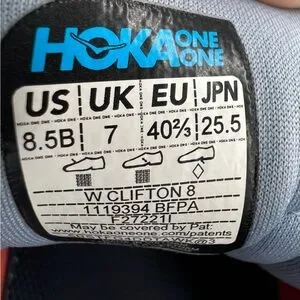 HOKA ONE ONE
US UK EU JPN
8.5B 7 40⅔ 25.5
W CLIFTON 8
1119394 BFPA
F27221I
May be covered by Pat:
www.hokaoneone.com/patents